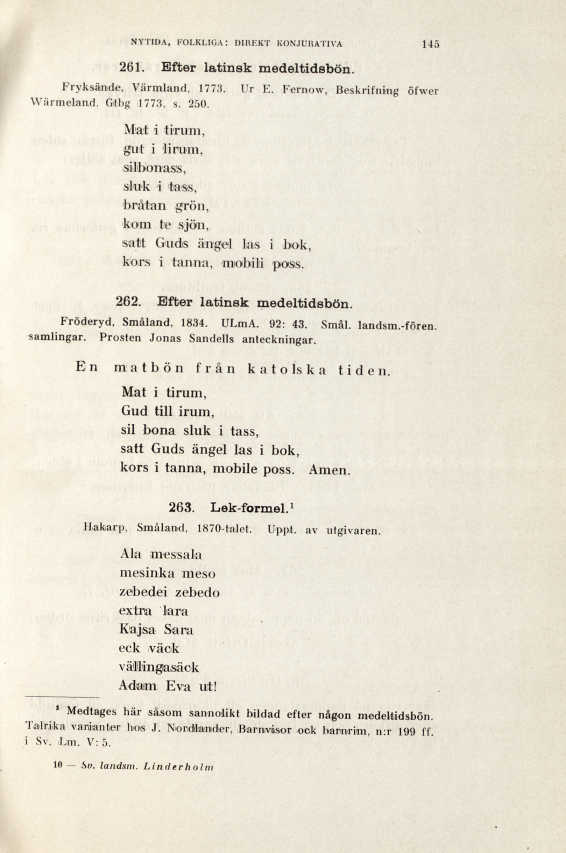 NYTIDA, FOLKLIGA: DIREKT KONJURATIVA 145
261. Efter latinsk medeltidsbön.
Fryksände, Värmland, 1773. Ur E. Fernow, Beskrifning öfwer
Wärmeland. Gtbg 1773, s. 250.
Mat i tirum,
gut i lirum,
silbonass,
sluk i tass,
bråtan grön,
kom te sjön,
satt Guds ängel las i bok,
kors i tanna, mobili poss.
262. Efter latinsk medeltidsbön.
Fröderyd, Småland, 1834. ULmA. 92: 43. Smål. landsm.-fören.
samlingar. Prosten Jonas Sandells anteckningar.
En matbön från katolska tiden.
Mat i tirum,
Gud till irum,
sil bona sluk i tass,
satt Guds ängel las i bok,
kors i tanna, mobile poss. Amen.
263. Lek-formel.¹
Hakarp, Småland, 1870-talet. Uppt. av utgivaren.
Ala messala
mesinka meso
zebedei zebedo
extra lara
Kajsa Sara
eck väck
vällingasäck
Adam Eva ut!
¹ Medtages här såsom sannolikt bildad efter någon medeltidsbön.
Talrika varianter hos J. Nordlander, Barnvisor ock barnrim, n:r 199 ff.
i Sv. Lm. V: 5.
10 — Sv. landsm. Linderholm